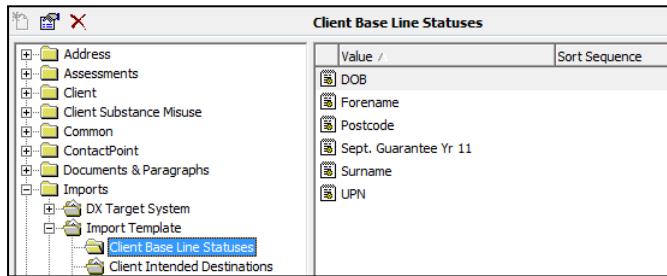 Client Base Line Statuses
Address
Assessments
Client
Client Substance Misuse
Common
ContactPoint
Documents & Paragraphs
Imports
DX Target System
Import Template
Client Base Line Statuses
Client Intended Destinations
Value Sort Sequence
DOB
Forename
Postcode
Sept. Guarantee Yr 11
Surname
UPN